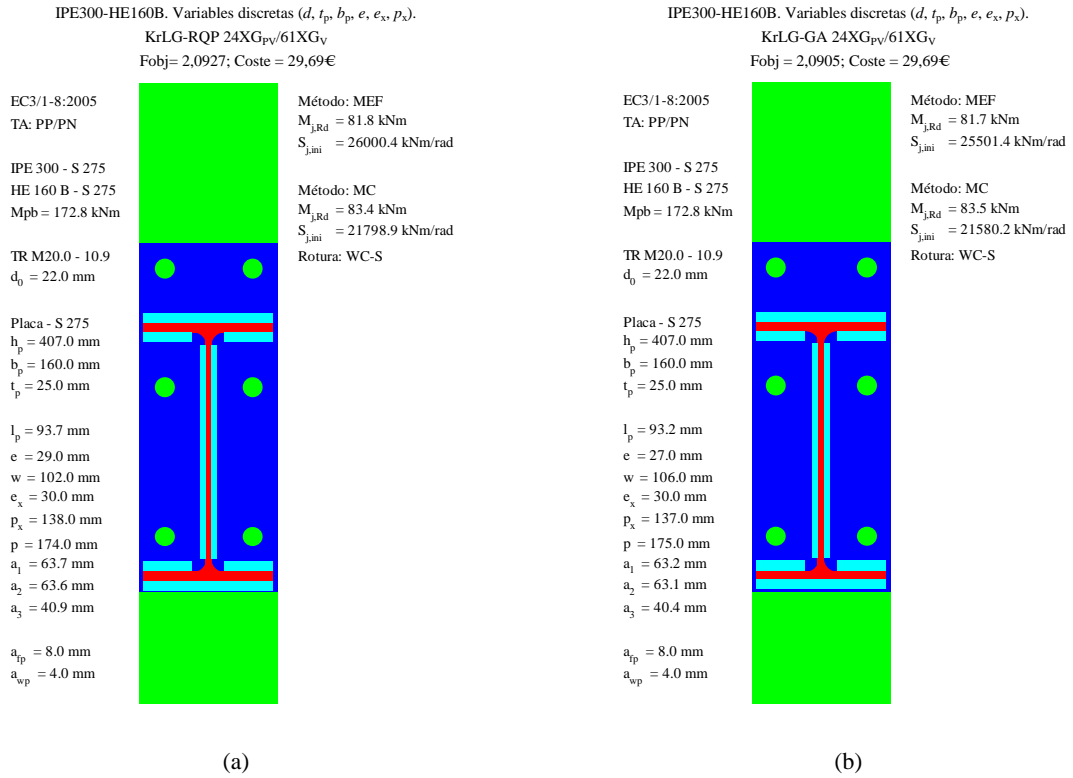 IPE300-HE160B. Variables discretas (d, tp, bp, e, ex, px).
KrLG-RQP 24XGPV/61XGV
Fobj= 2,0927; Coste = 29,69€
EC3/1-8:2005
TA: PP/PN
IPE 300 - S 275
HE 160 B - S 275
Mpb = 172.8 kNm
TR M20.0 - 10.9
d0 = 22.0 mm
Placa - S 275
hp = 407.0 mm
bp = 160.0 mm
tp = 25.0 mm
lp = 93.7 mm
e = 29.0 mm
w = 102.0 mm
ex = 30.0 mm
px = 138.0 mm
p = 174.0 mm
a1 = 63.7 mm
a2 = 63.6 mm
a3 = 40.9 mm
afp = 8.0 mm
awp = 4.0 mm
Método: MEF
Mj,Rd = 81.8 kNm
Sj,ini = 26000.4 kNm/rad
Método: MC
Mj,Rd = 83.4 kNm
Sj,ini = 21798.9 kNm/rad
Rotura: WC-S
(a)
IPE300-HE160B. Variables discretas (d, tp, bp, e, ex, px).
KrLG-GA 24XGPV/61XGV
Fobj= 2,0905; Coste = 29,69€
EC3/1-8:2005
TA: PP/PN
IPE 300 - S 275
HE 160 B - S 275
Mpb = 172.8 kNm
TR M20.0 - 10.9
d0 = 22.0 mm
Placa - S 275
hp = 407.0 mm
bp = 160.0 mm
tp = 25.0 mm
lp = 93.2 mm
e = 27.0 mm
w = 106.0 mm
ex = 30.0 mm
px = 137.0 mm
p = 175.0 mm
a1 = 63.2 mm
a2 = 63.1 mm
a3 = 40.4 mm
afp = 8.0 mm
awp = 4.0 mm
Método: MEF
Mj,Rd = 81.7 kNm
Sj,ini = 25501.4 kNm/rad
Método: MC
Mj,Rd = 83.5 kNm
Sj,ini = 21580.2 kNm/rad
Rotura: WC-S
(b)